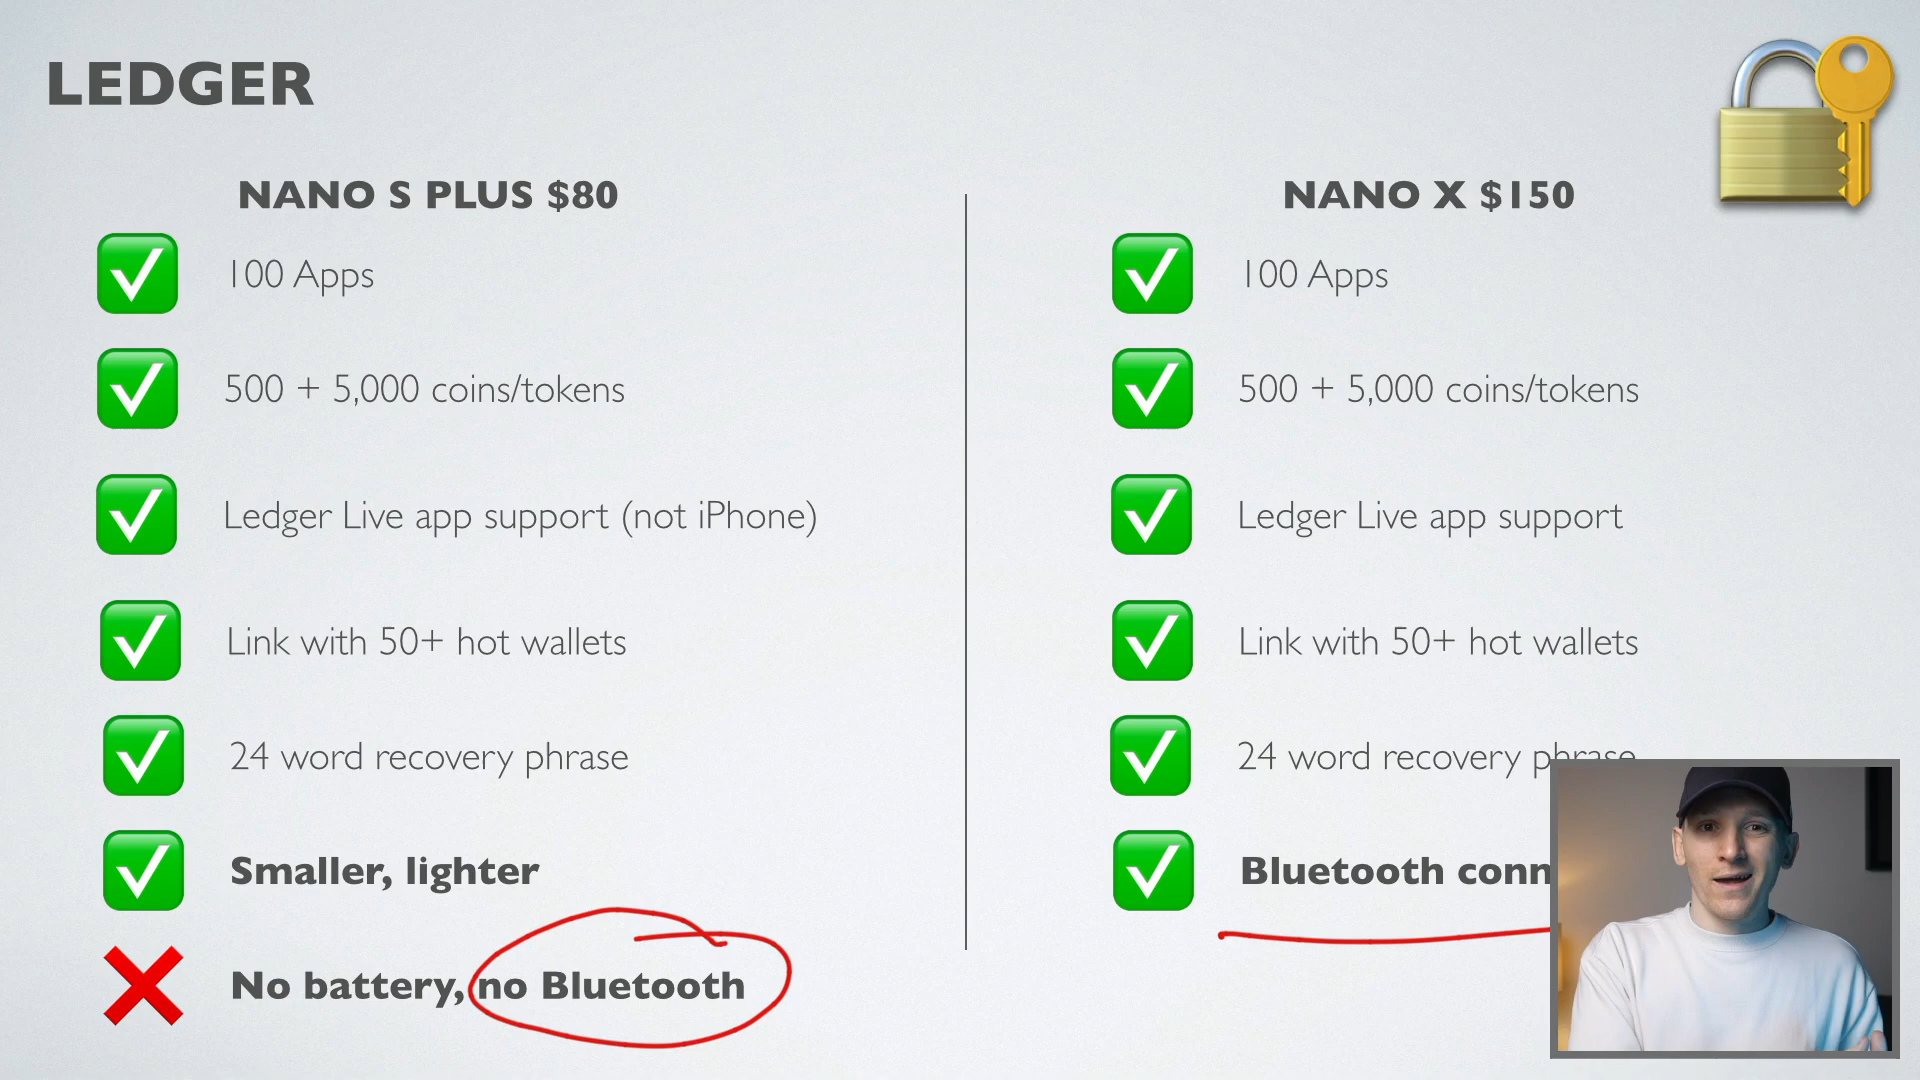 LEDGER
NANO S PLUS $80
100 Apps
500 + 5,000 coins/tokens
Ledger Live app support (not iPhone)
Link with 50+ hot wallets
24 word recovery phrase
Smaller, lighter
No battery, no Bluetooth
NANO X $150
100 Apps
500 + 5,000 coins/tokens
Ledger Live app support
Link with 50+ hot wallets
24 word recovery phrase
Bluetooth